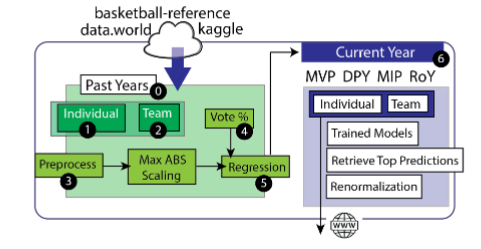 basketball-reference
data.world kaggle
Past Years 0
Individual 1
Team 2
Vote %
4
Preprocess
3
Max ABS
Scaling
Regression
5
Current Year 6
MVP DPY MIP RoY
Individual Team
Trained Models
Retrieve Top Predictions
Renormalization
www